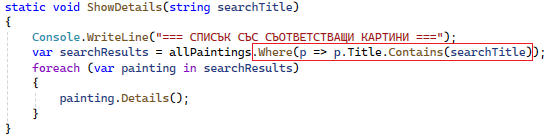 static void ShowDetails(string searchTitle)
{
    Console.WriteLine("=== СПИСЪК СЪС СЪОТВЕТСТВАЩИ КАРТИНИ ===");
    var searchResults = allPaintings.Where(p => p.Title.Contains(searchTitle));
    foreach (var painting in searchResults)
    {
        painting.Details();
    }
}